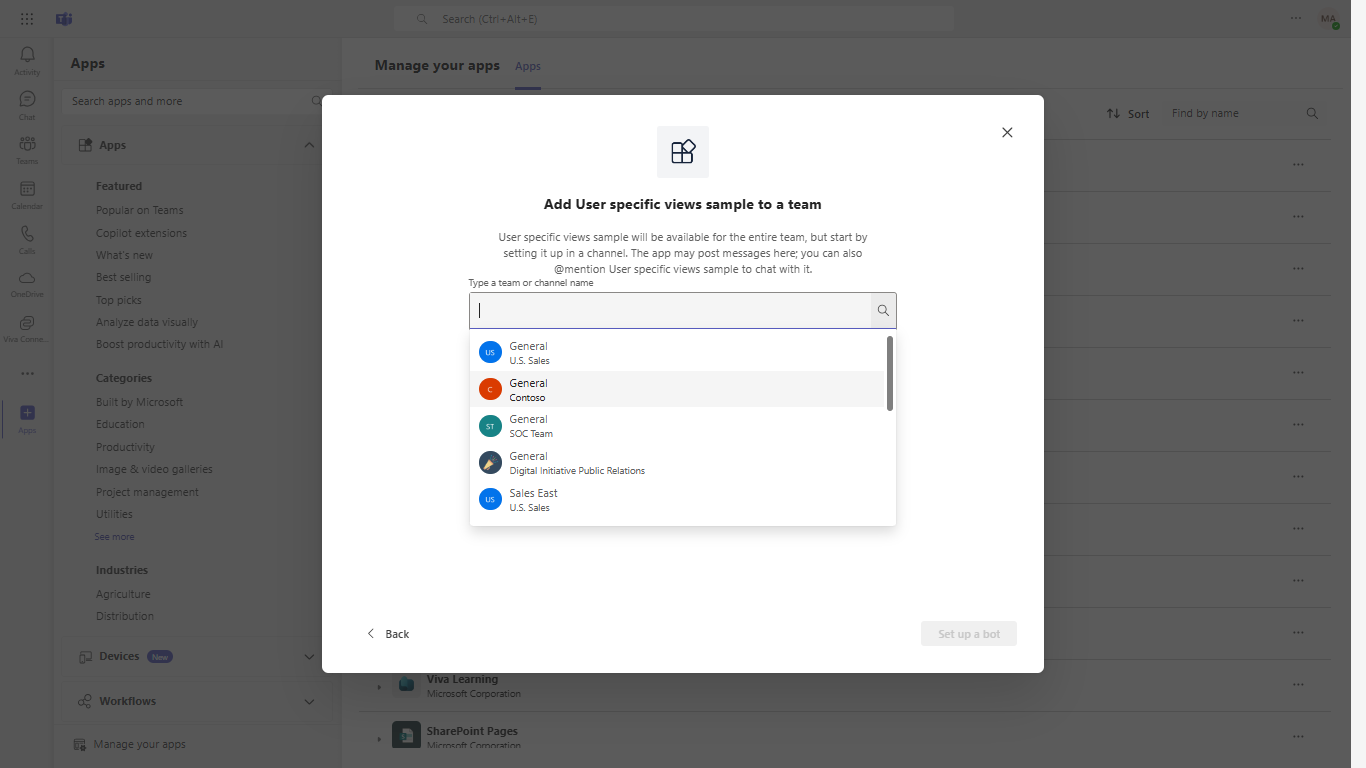 Search (Ctrl+Alt+E)
MA
Activity
Chat
Teams
Calendar
Calls
OneDrive
Viva Conne...
Apps
Apps
Search apps and more
Apps
Featured
Popular on Teams
Copilot extensions
What's new
Best selling
Top picks
Analyze data visually
Boost productivity with AI
Categories
Built by Microsoft
Education
Productivity
Image & video galleries
Project management
Utilities
See more
Industries
Agriculture
Distribution
Devices New
Workflows
Manage your apps
Manage your apps Apps
Sort Find by name
Add User specific views sample to a team
User specific views sample will be available for the entire team, but start by
setting it up in a channel. The app may post messages here; you can also
@mention User specific views sample to chat with it.
Type a team or channel name
US General
U.S. Sales
C General
Contoso
ST General
SOC Team
General
Digital Initiative Public Relations
US Sales East
U.S. Sales
Back Set up a bot
Viva Learning
Microsoft Corporation
SharePoint Pages
Microsoft Corporation